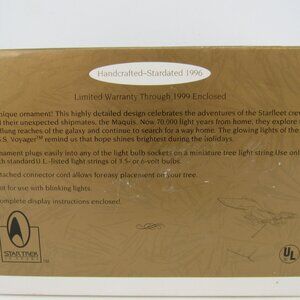 Handcrafted–Stardated 1996
Limited Warranty Through 1999 Enclosed
nique ornament! This highly detailed design celebrates the adventures of the Starfleet crew
their unexpected shipmates, the Maquis. Now 70,000 light years from home, they explore
flung reaches of the galaxy and continue to search for a way home. The glowing lights of the
S.S. Voyager™ remind us that hope shines brightest during the holidays.
nament plugs easily into any of the light bulb sockets on a miniature tree light string. Use only
h standard U.L.-listed light strings of 3.5- or 6-volt bulbs.
ttached connector cord allows for easy placement on your tree.
t for use with blinking lights.
mplete display instructions enclosed.
STAR TREK
TM
UL